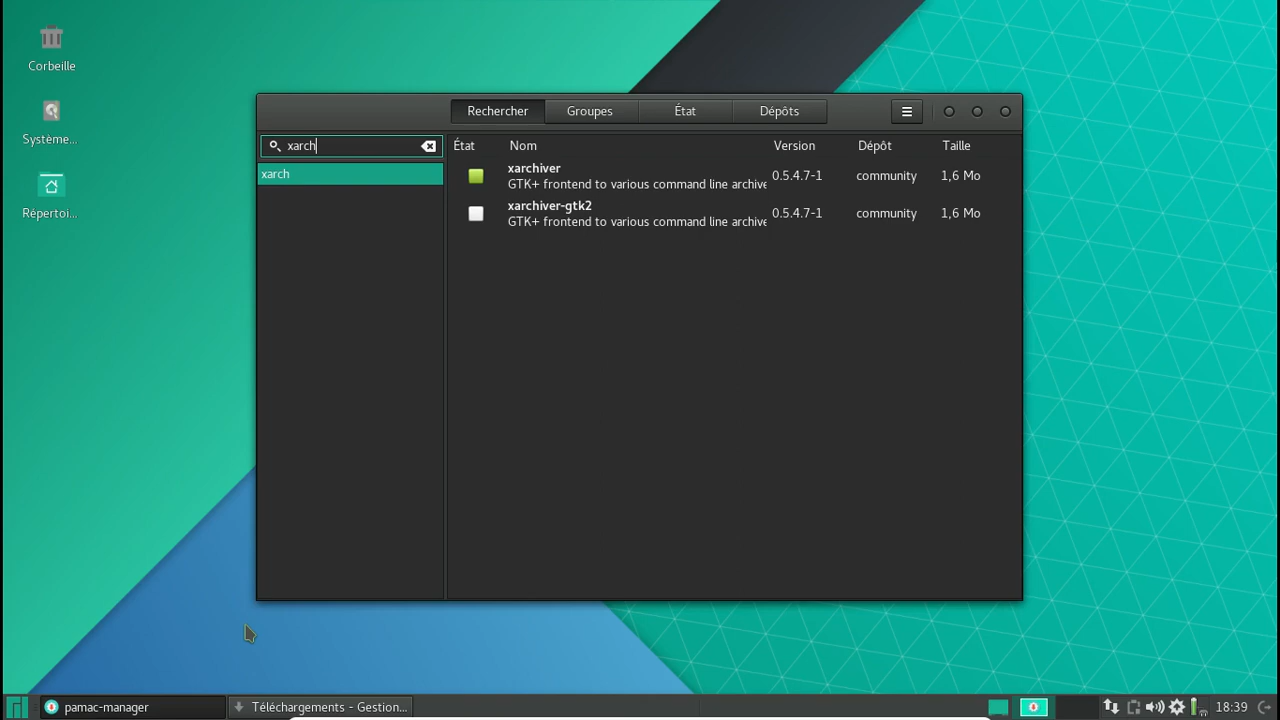 Corbeille
Système...
Répertoi...
Rechercher Groupes État Dépôts
xarch
xarch
État Nom Version Dépôt Taille
xarchiver
GTK+ frontend to various command line archive 0.5.4.7-1 community 1,6 Mo
xarchiver-gtk2
GTK+ frontend to various command line archive 0.5.4.7-1 community 1,6 Mo
pamac-manager Téléchargements - Gestion... 18:39